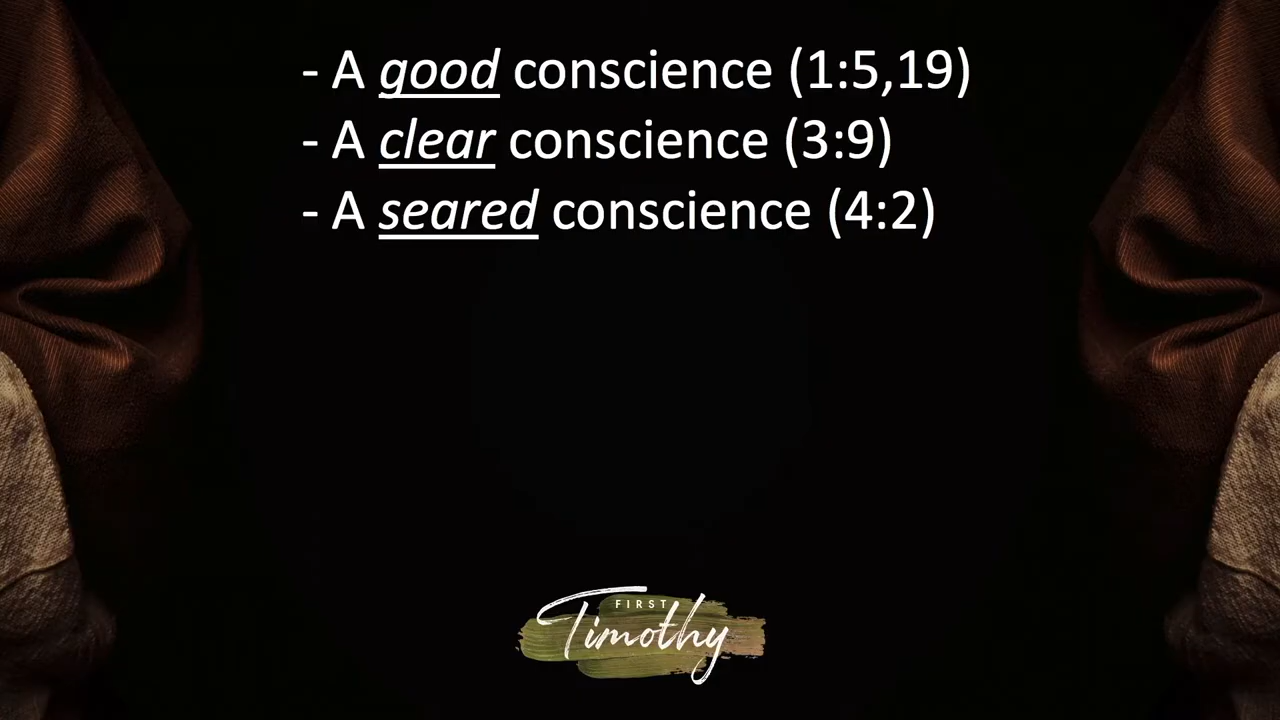 - A good conscience (1:5,19)
- A clear conscience (3:9)
- A seared conscience (4:2)
FIRST
Timothy